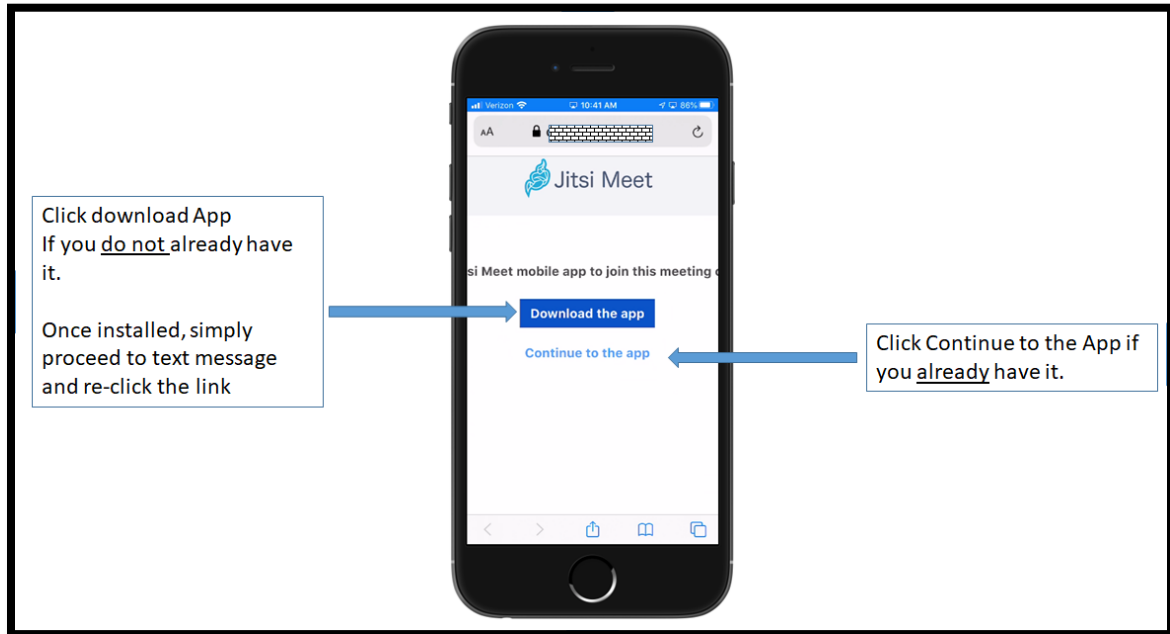 Verizon 10:41 AM 86%
AA
Jitsi Meet
si Meet mobile app to join this meeting
Download the app
Continue to the app
Click download App
If you do not already have
it.
Once installed, simply
proceed to text message
and re-click the link
Click Continue to the App if
you already have it.